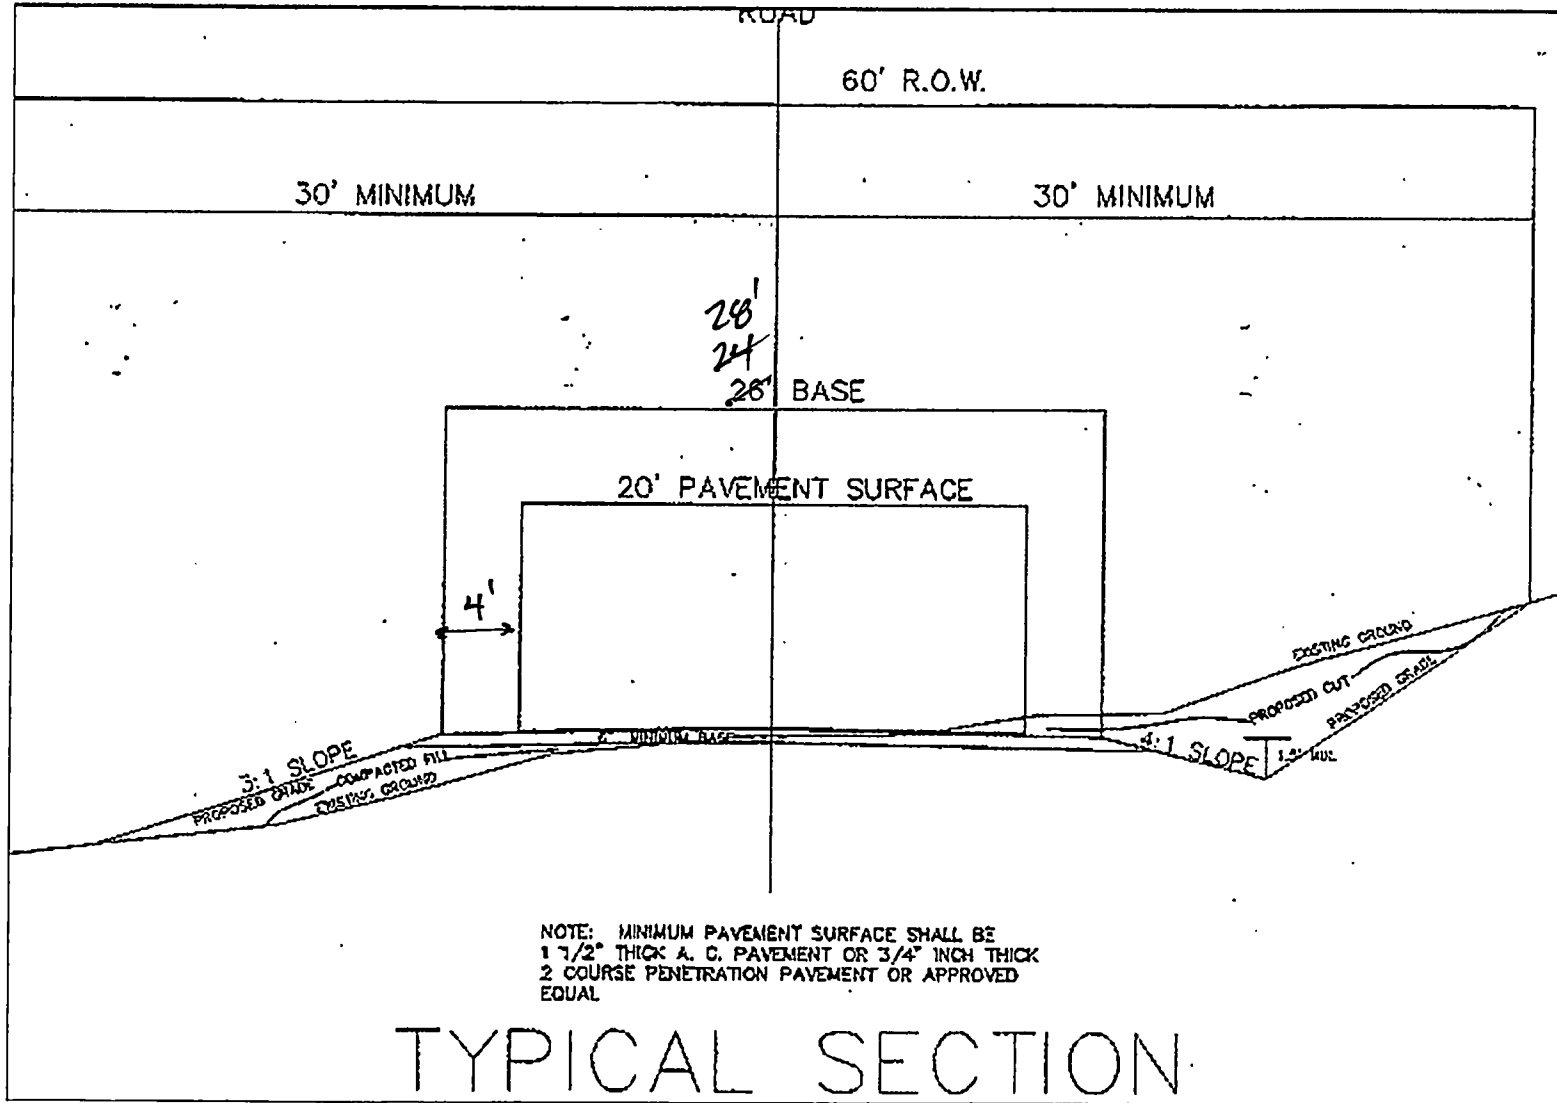 ROAD
60' R.O.W.
30' MINIMUM
30' MINIMUM
28'
24
26' BASE
20' PAVEMENT SURFACE
4'
EXISTING GROUND
PROPOSED CUT
PROPOSED GRADE
MINIMUM BASE
3:1 SLOPE
4:1 SLOPE
COMPACTED FILL
PROPOSED GRADE
EXISTING GROUND
NOTE: MINIMUM PAVEMENT SURFACE SHALL BE
1 1/2" THICK A. C. PAVEMENT OR 3/4" INCH THICK
2 COURSE PENETRATION PAVEMENT OR APPROVED
EQUAL
TYPICAL SECTION